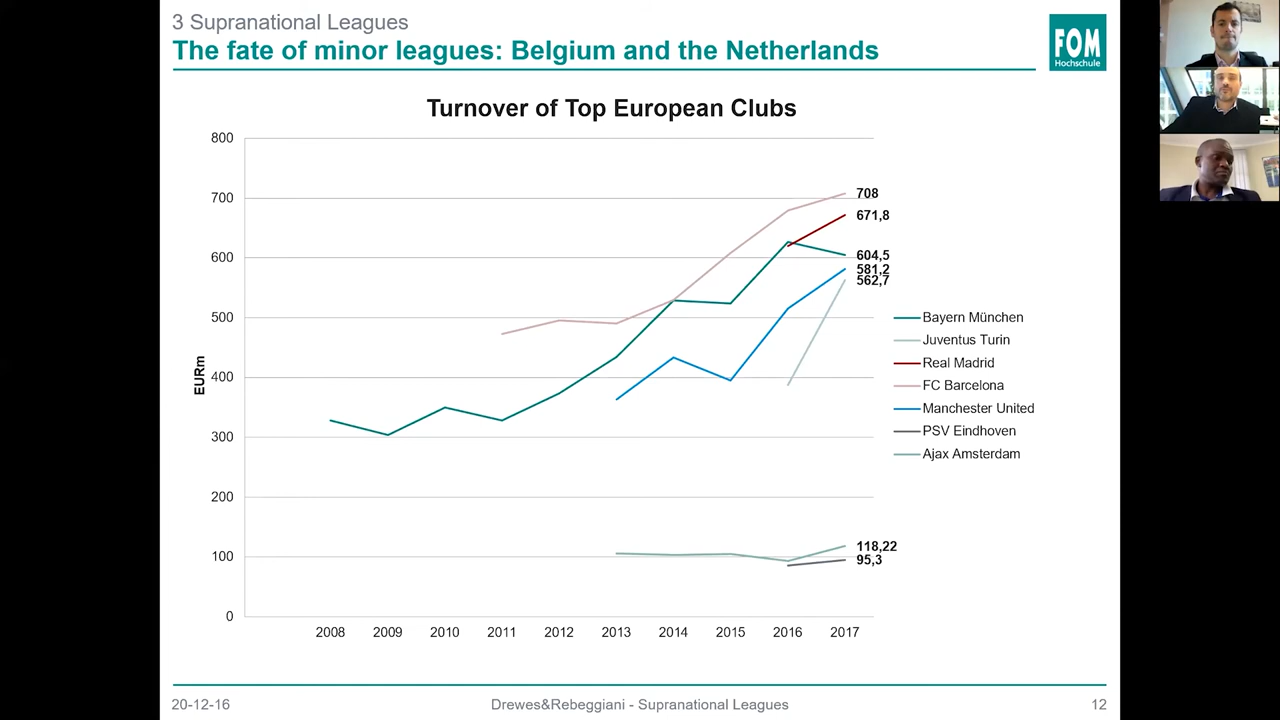 3 Supranational Leagues
The fate of minor leagues: Belgium and the Netherlands
FOM
Hochschule
Turnover of Top European Clubs
800
700
600
500
400
300
200
100
0
EURm
708
671,8
604,5
581,2
562,7
118,22
95,3
Bayern München
Juventus Turin
Real Madrid
FC Barcelona
Manchester United
PSV Eindhoven
Ajax Amsterdam
2008 2009 2010 2011 2012 2013 2014 2015 2016 2017
20-12-16 Drewes&Rebeggiani - Supranational Leagues 12